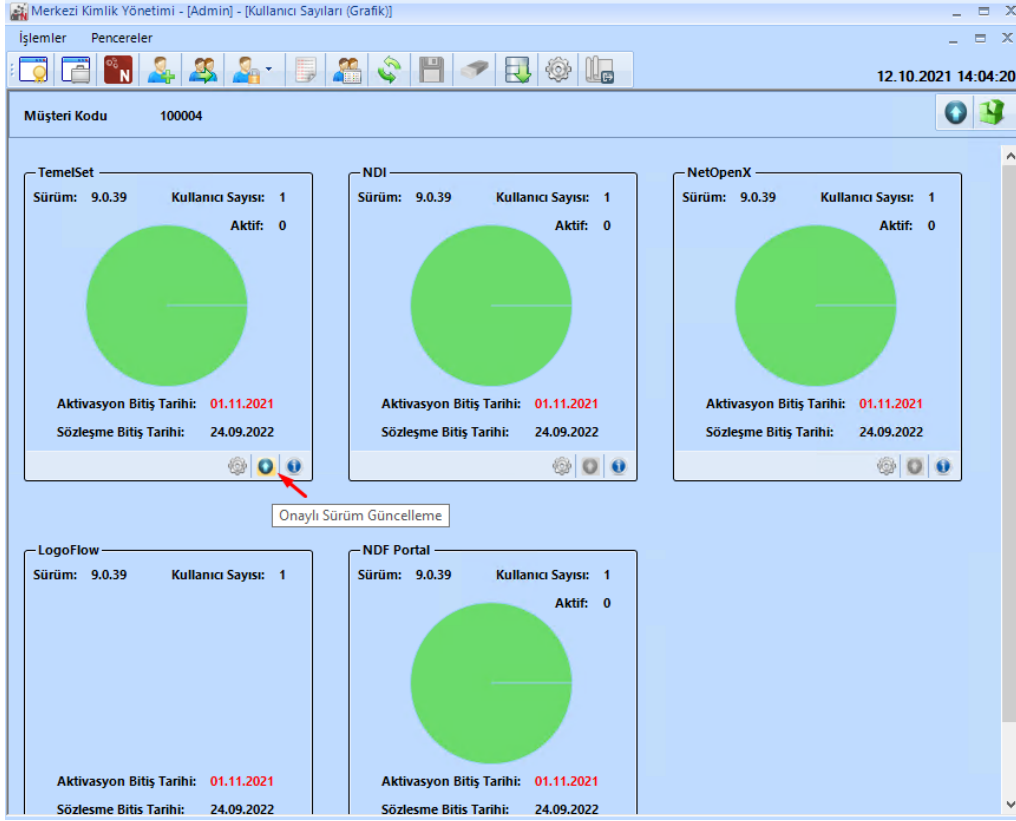 Merkezi Kimlik Yönetimi - [Admin] - [Kullanıcı Sayıları (Grafik)]
İşlemler Pencereler
12.10.2021 14:04:20
Müşteri Kodu 100004
TemelSet
Sürüm: 9.0.39 Kullanıcı Sayısı: 1
Aktif: 0
Aktivasyon Bitiş Tarihi: 01.11.2021
Sözleşme Bitiş Tarihi: 24.09.2022
NDI
Sürüm: 9.0.39 Kullanıcı Sayısı: 1
Aktif: 0
Aktivasyon Bitiş Tarihi: 01.11.2021
Sözleşme Bitiş Tarihi: 24.09.2022
NetOpenX
Sürüm: 9.0.39 Kullanıcı Sayısı: 1
Aktif: 0
Aktivasyon Bitiş Tarihi: 01.11.2021
Sözleşme Bitiş Tarihi: 24.09.2022
Onaylı Sürüm Güncelleme
LogoFlow
Sürüm: 9.0.39 Kullanıcı Sayısı: 1
Aktivasyon Bitiş Tarihi: 01.11.2021
Sözleşme Bitiş Tarihi: 24.09.2022
NDF Portal
Sürüm: 9.0.39 Kullanıcı Sayısı: 1
Aktif: 0
Aktivasyon Bitiş Tarihi: 01.11.2021
Sözleşme Bitiş Tarihi: 24.09.2022